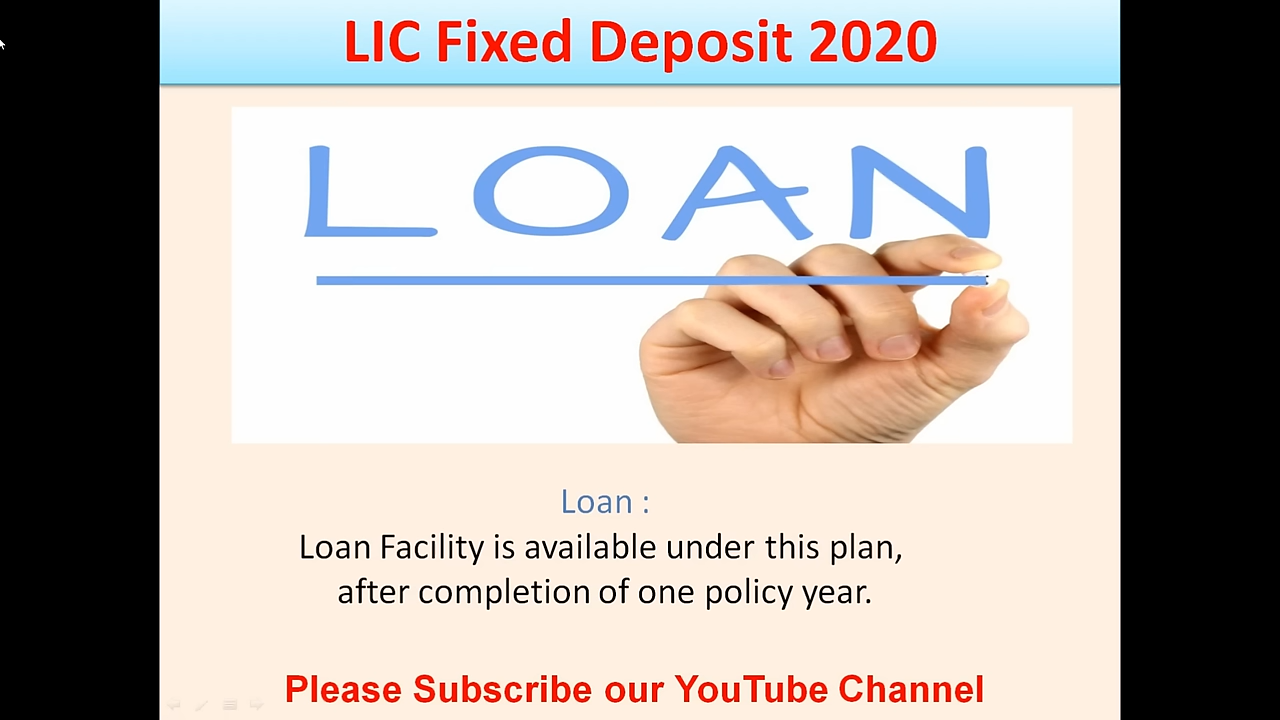 LIC Fixed Deposit 2020
LOAN
Loan :
Loan Facility is available under this plan,
after completion of one policy year.
Please Subscribe our YouTube Channel